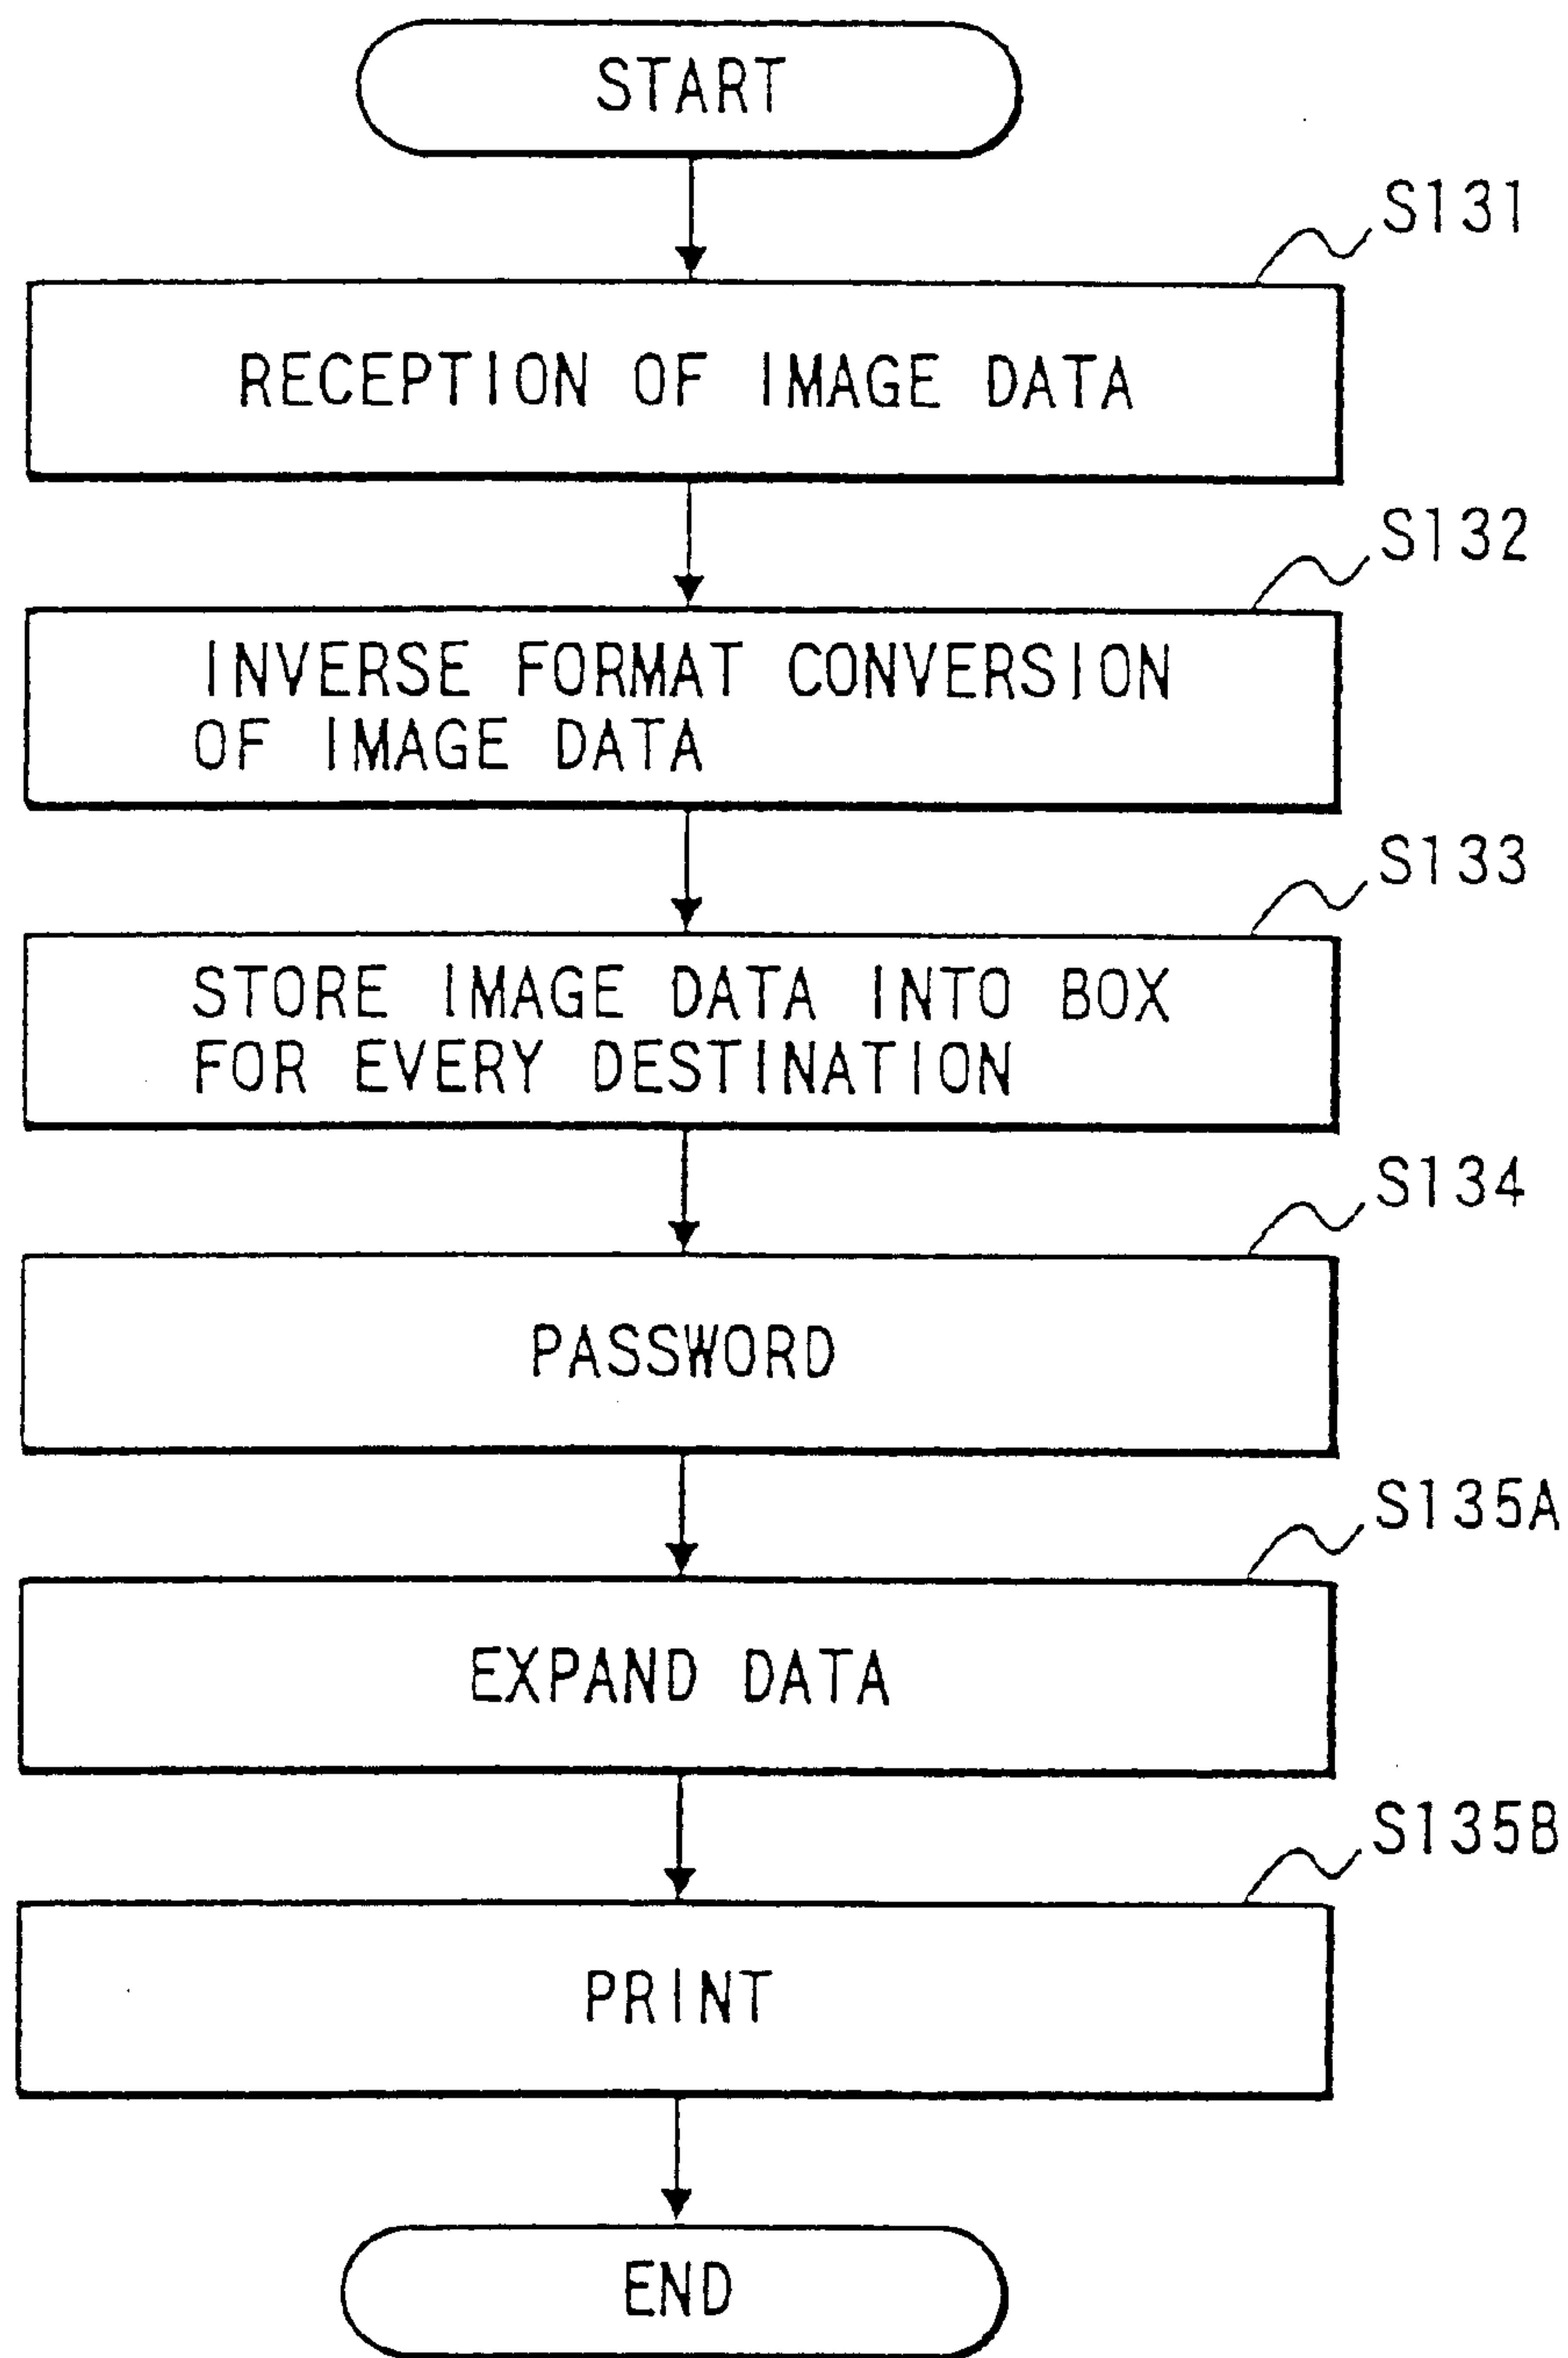 START
S131
RECEPTION OF IMAGE DATA
S132
INVERSE FORMAT CONVERSION
OF IMAGE DATA
S133
STORE IMAGE DATA INTO BOX
FOR EVERY DESTINATION
S134
PASSWORD
S135A
EXPAND DATA
S135B
PRINT
END